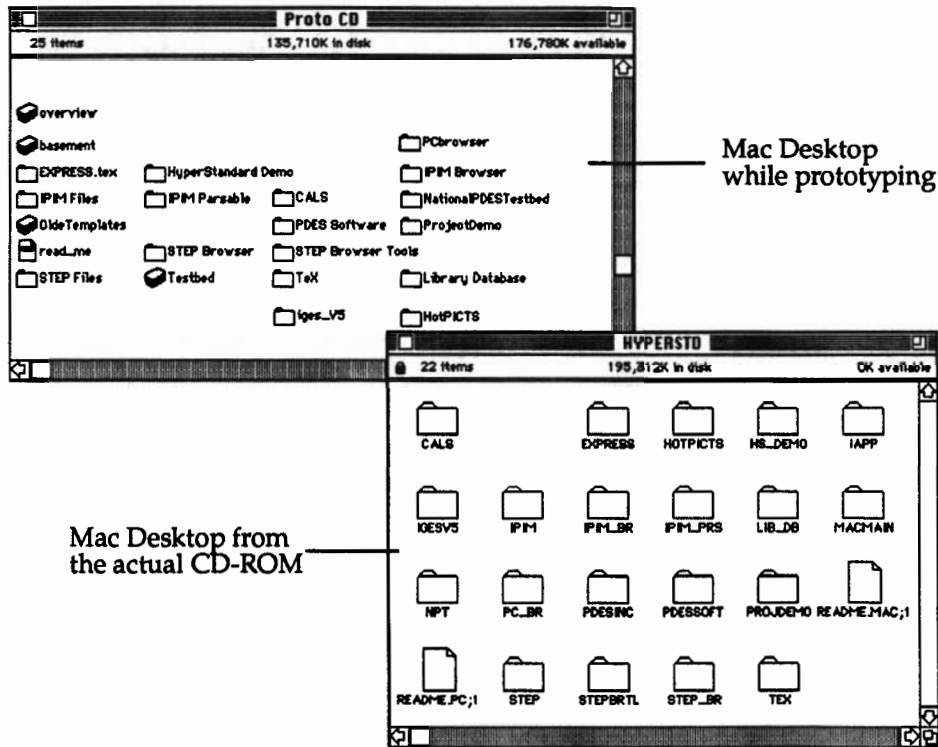 Proto CD
25 items 135,710K in disk 176,780K available
overview
basement PCbrowser
EXPRESS.tex HyperStandard Demo IPIM Browser
IPIM Files IPIM Parsable CALS NationalPDESTestbed
OldeTemplates PDES Software ProjectDemo
read_me STEP Browser STEP Browser Tools
STEP Files Testbed TeX Library Database
iges_V5 HotPICTS
Mac Desktop
while prototyping
HYPERSTD
22 items 195,312K in disk 0K available
CALS EXPRESS HOTPICTS HS_DEMO IAPP
IGESV5 IPIM IPIM_BR IPIM_PRS LIB_DB MACMAIN
NPT PC_BR PDESINC PDESSOFT PROJDEMO README.MAC;1
README.PC;1 STEP STEPBRTL STEP_BR TEX
Mac Desktop from
the actual CD-ROM